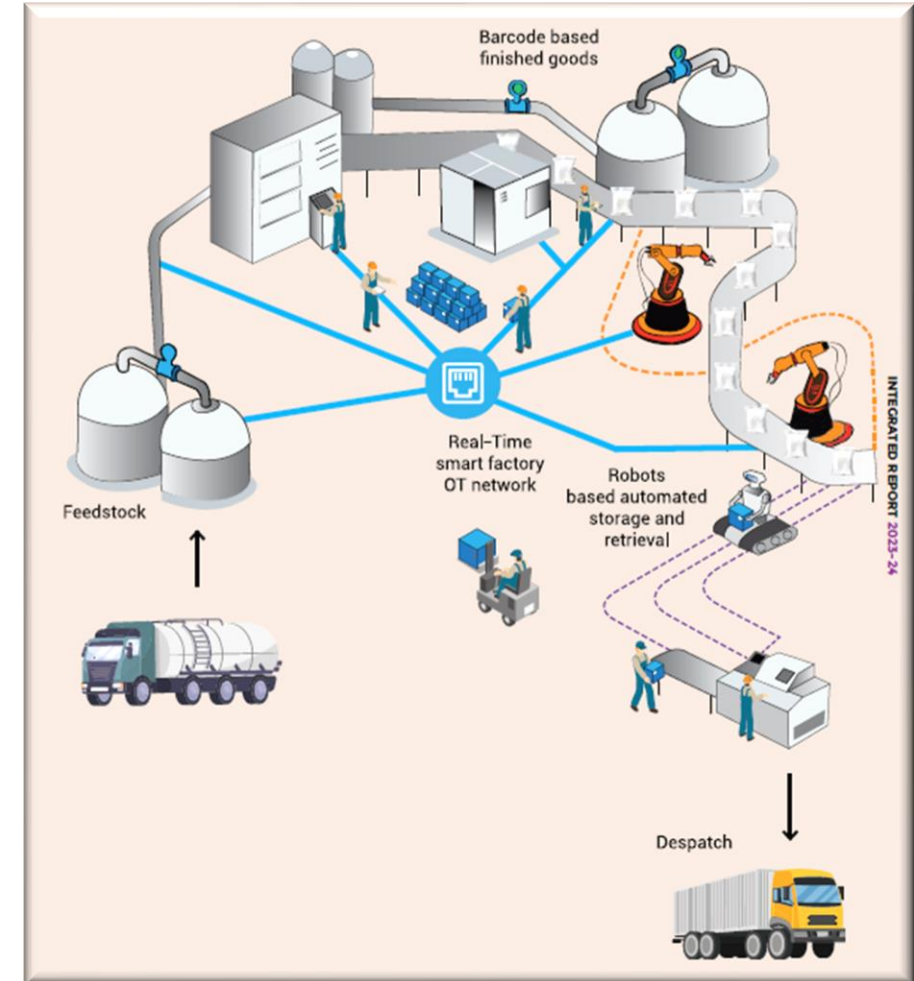 Barcode based
finished goods
Real-Time
smart factory
OT network
Feedstock
Robots
based automated
storage and
retrieval
INTEGRATED REPORT 2023-24
Despatch